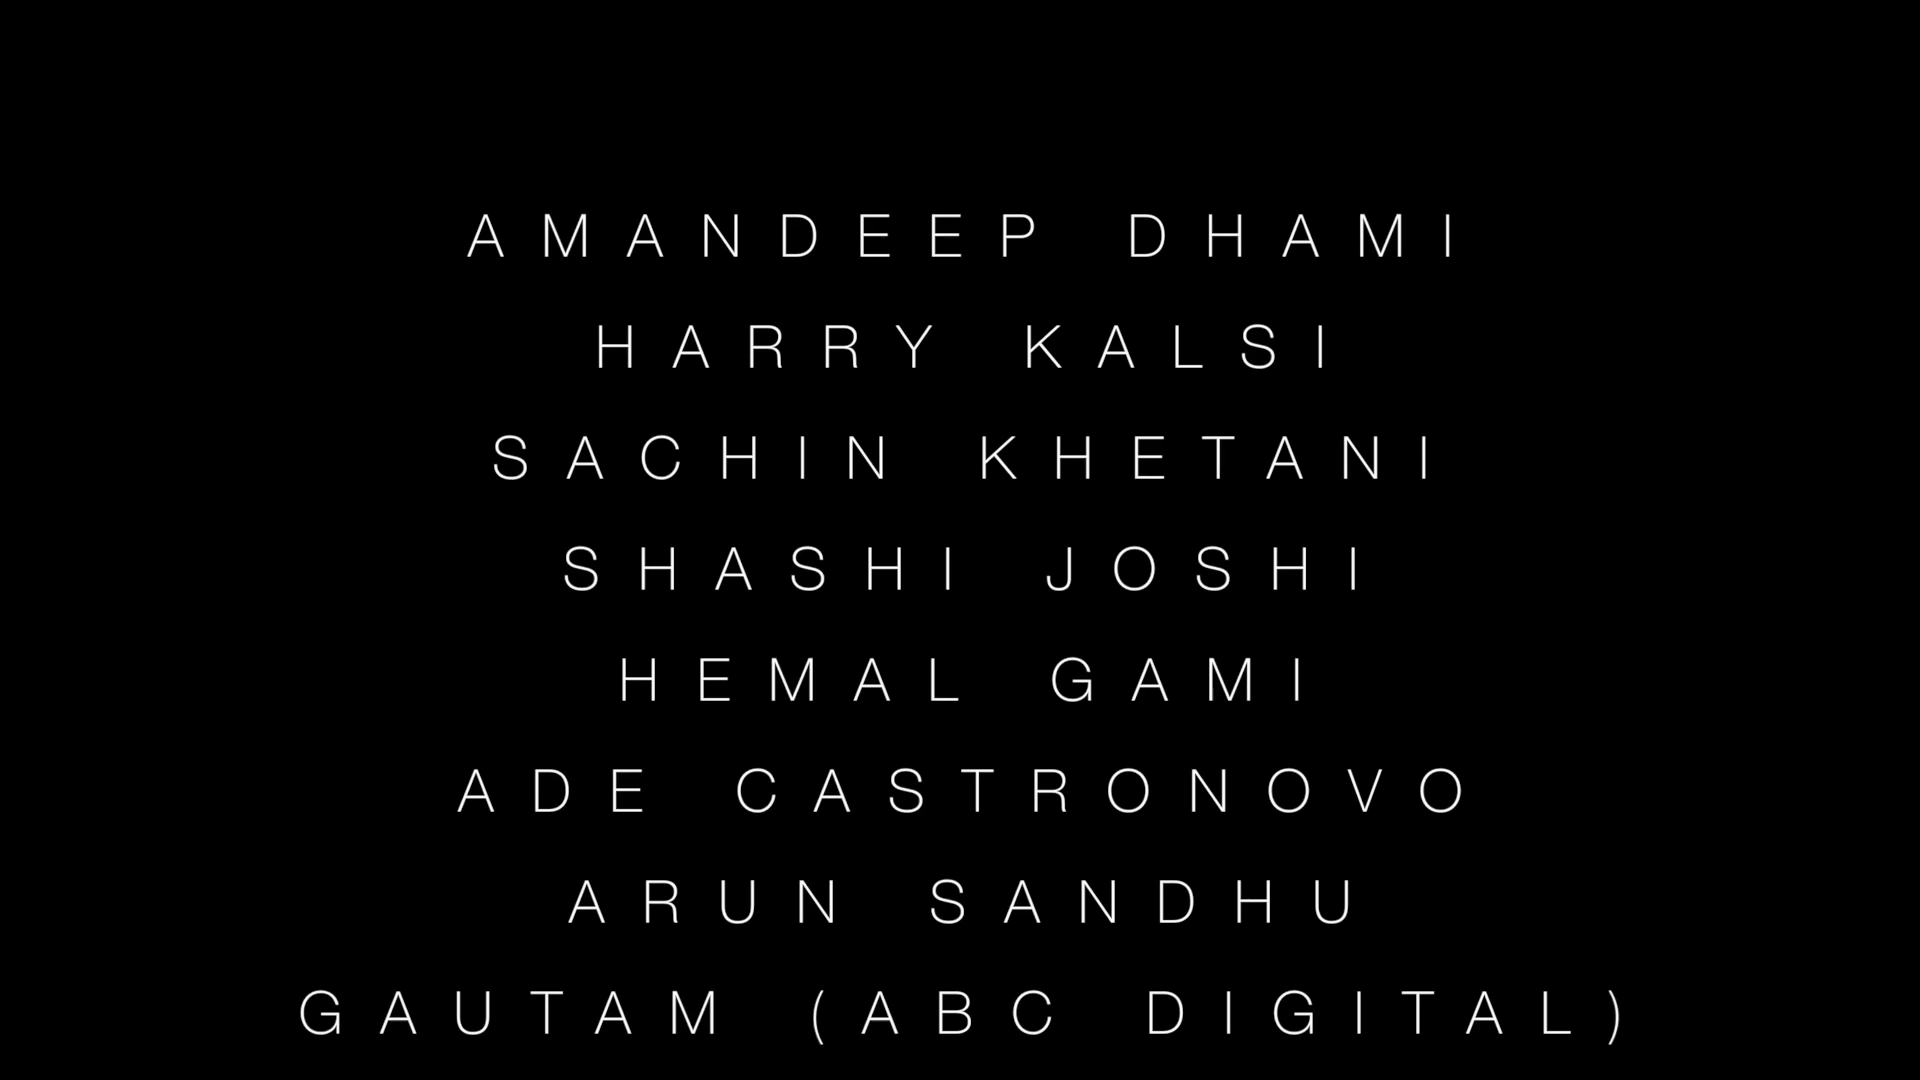 AMANDEEP DHAMI
HARRY KALSI
SACHIN KHETANI
SHASHI JOSHI
HEMAL GAMI
ADE CASTRONOVO
ARUN SANDHU
GAUTAM (ABC DIGITAL)